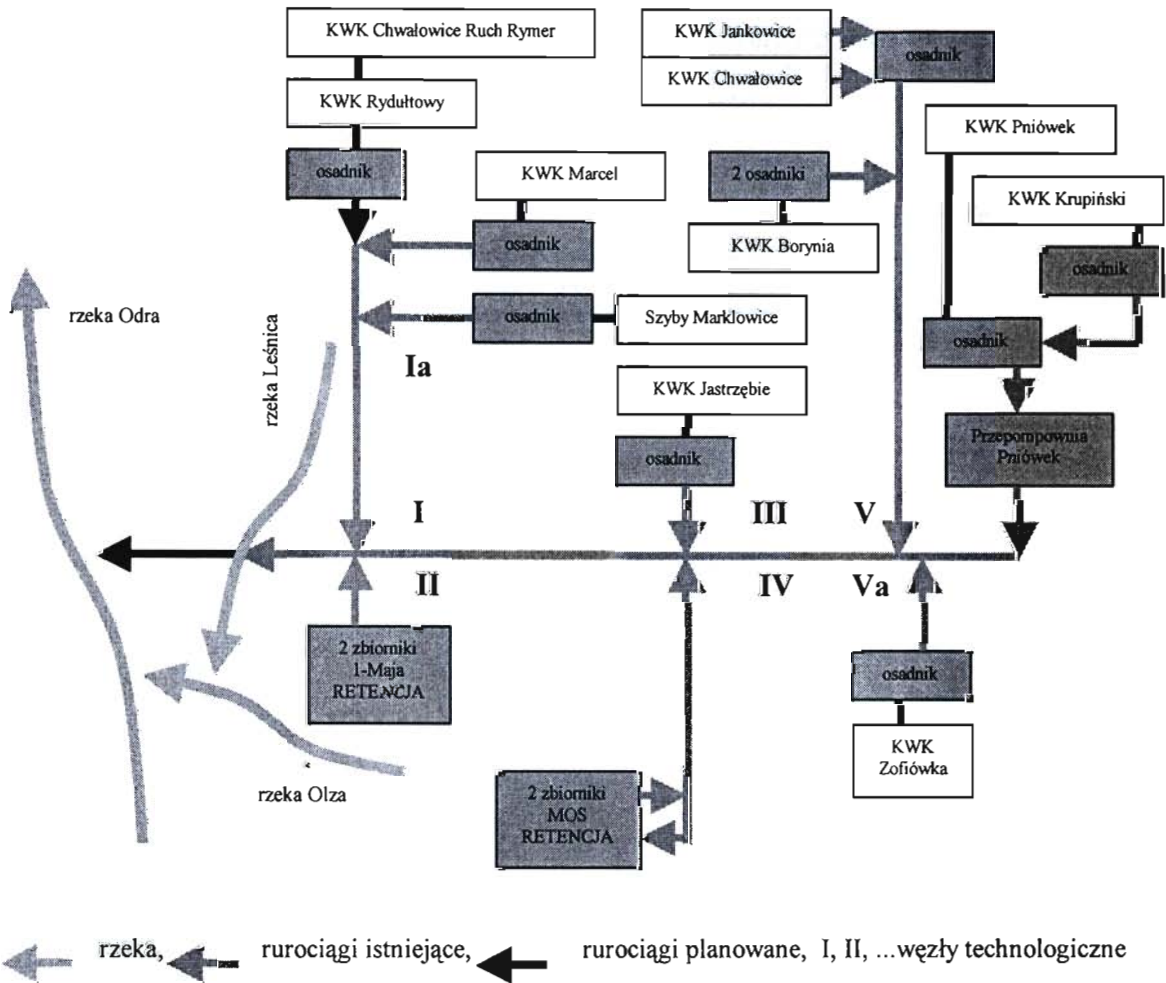 KWK Chwałowice Ruch Rymer
KWK Rydułtowy
osadnik
KWK Marcel
osadnik
osadnik
Szyby Marklowice
Ia
KWK Jankowice
KWK Chwałowice
osadnik
2 osadniki
KWK Borynia
KWK Pniówek
KWK Krupiński
osadnik
osadnik
Przepompownia
Pniówek
rzeka Odra
rzeka Leśnica
KWK Jastrzębie
osadnik
I
III
V
II
IV
Va
2 zbiorniki
1-Maja
RETENCJA
rzeka Olza
2 zbiorniki
MOS
RETENCJA
osadnik
KWK
Zofiówka
rzeka, rurociągi istniejące, rurociągi planowane, I, II, ...węzły technologiczne